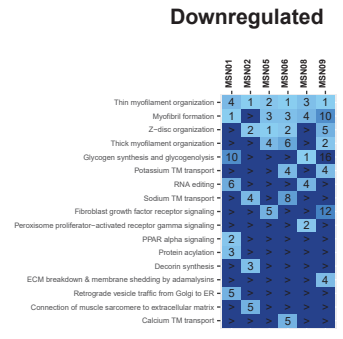 Downregulated
MSN01 MSN02 MSN05 MSN06 MSN08 MSN09
Thin myofilament organization 4 1 2 1 3 1
Myofibril formation 1 > 3 3 4 10
Z−disc organization > 2 1 2 > 5
Thick myofilament organization > > 4 6 > 2
Glycogen synthesis and glycogenolysis 10 > > > 1 16
Potassium TM transport > > > 4 > 4
RNA editing 6 > > > 4 >
Sodium TM transport > 4 > 8 > >
Fibroblast growth factor receptor signaling > > 5 > > 12
Peroxisome proliferator−activated receptor gamma signaling > > > > 2 >
PPAR alpha signaling 2 > > > > >
Protein acylation 3 > > > > >
Decorin synthesis > 3 > > > >
ECM breakdown & membrane shedding by adamalysins > > > > > 4
Retrograde vesicle traffic from Golgi to ER 5 > > > > >
Connection of muscle sarcomere to extracellular matrix > 5 > > > >
Calcium TM transport > > > 5 > >